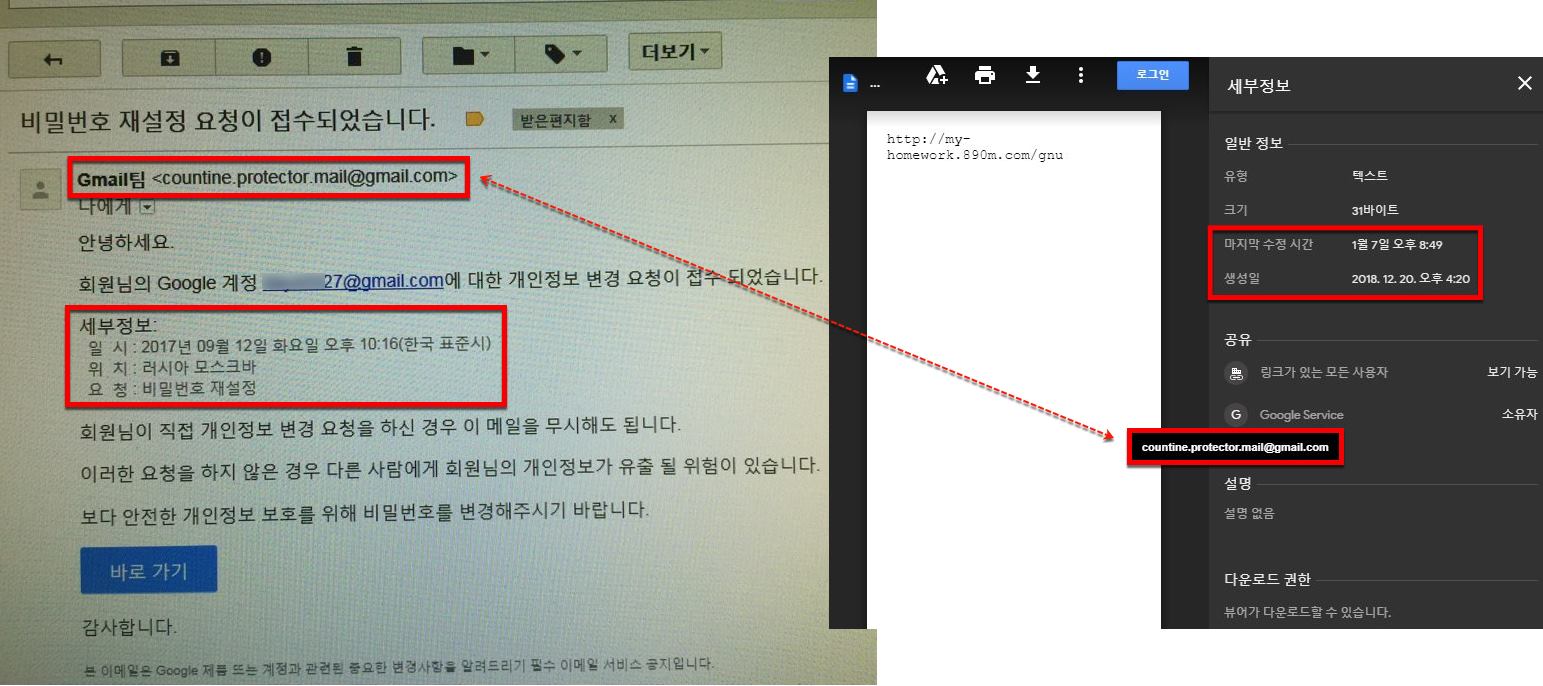 더보기
비밀번호 재설정 요청이 접수되었습니다.
받은편지함 x
Gmail팀 <countine.protector.mail@gmail.com>
나에게
안녕하세요.
회원님의 Google 계정 27@gmail.com에 대한 개인정보 변경 요청이 접수 되었습니다.
세부정보:
일 시 : 2017년 09월 12일 화요일 오후 10:16(한국 표준시)
위 치 : 러시아 모스크바
요 청 : 비밀번호 재설정
회원님이 직접 개인정보 변경 요청을 하신 경우 이 메일을 무시해도 됩니다.
이러한 요청을 하지 않은 경우 다른 사람에게 회원님의 개인정보가 유출 될 위험이 있습니다.
보다 안전한 개인정보 보호를 위해 비밀번호를 변경해주시기 바랍니다.
바로 가기
감사합니다.
본 이메일은 Google 제품 또는 계정과 관련된 중요한 변경사항을 알려드리기 필수 이메일 서비스 공지입니다.
...
로그인
http://my-
homework.890m.com/gnu
세부정보
일반 정보
유형 텍스트
크기 31바이트
마지막 수정 시간 1월 7일 오후 8:49
생성일 2018. 12. 20. 오후 4:20
공유
링크가 있는 모든 사용자 보기 가능
G Google Service 소유자
countine.protector.mail@gmail.com
설명
설명 없음
다운로드 권한
뷰어가 다운로드할 수 있습니다.